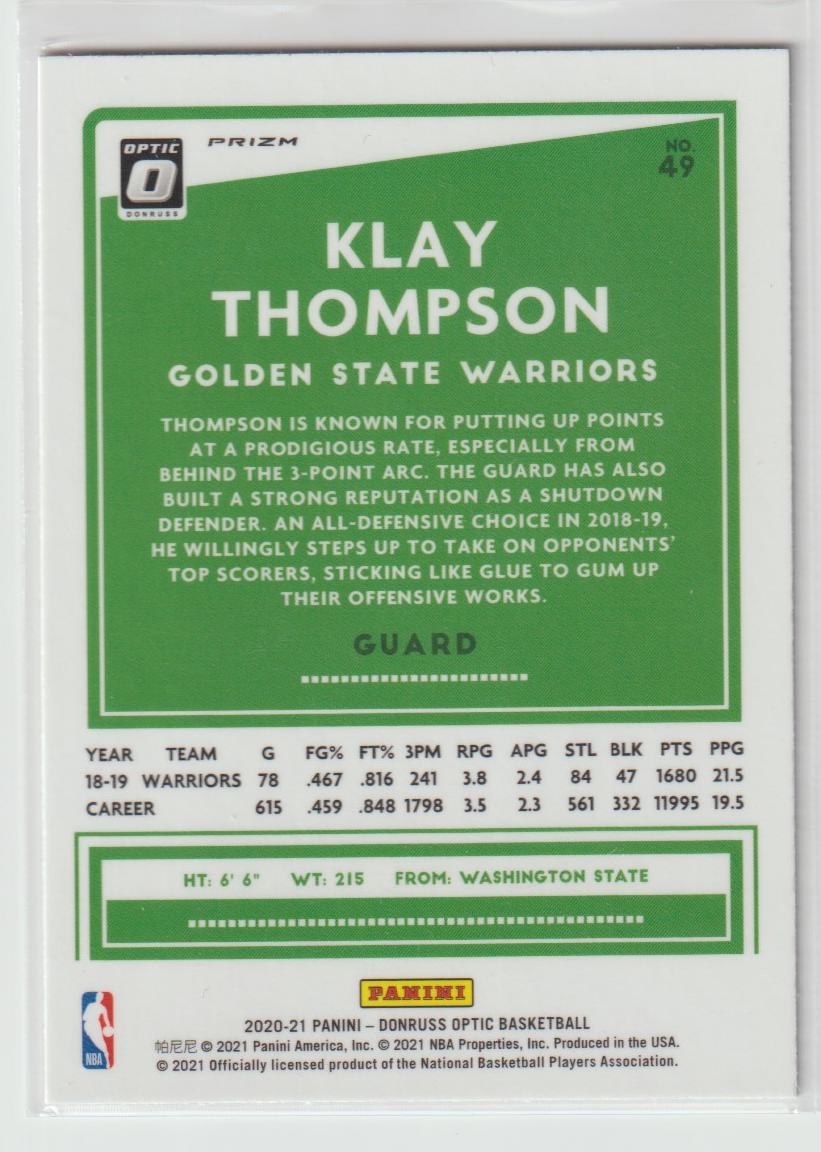 OPTIC
DONRUSS
PRIZM
NO.
49
KLAY
THOMPSON
GOLDEN STATE WARRIORS
THOMPSON IS KNOWN FOR PUTTING UP POINTS
AT A PRODIGIOUS RATE, ESPECIALLY FROM
BEHIND THE 3-POINT ARC. THE GUARD HAS ALSO
BUILT A STRONG REPUTATION AS A SHUTDOWN
DEFENDER. AN ALL-DEFENSIVE CHOICE IN 2018-19,
HE WILLINGLY STEPS UP TO TAKE ON OPPONENTS'
TOP SCORERS, STICKING LIKE GLUE TO GUM UP
THEIR OFFENSIVE WORKS.
GUARD
YEAR TEAM G FG% FT% 3PM RPG APG STL BLK PTS PPG
18-19 WARRIORS 78 .467 .816 241 3.8 2.4 84 47 1680 21.5
CAREER 615 .459 .848 1798 3.5 2.3 561 332 11995 19.5
HT: 6' 6" WT: 215 FROM: WASHINGTON STATE
PANINI
NBA
2020-21 PANINI – DONRUSS OPTIC BASKETBALL
帕尼尼 © 2021 Panini America, Inc. © 2021 NBA Properties, Inc. Produced in the USA.
© 2021 Officially licensed product of the National Basketball Players Association.